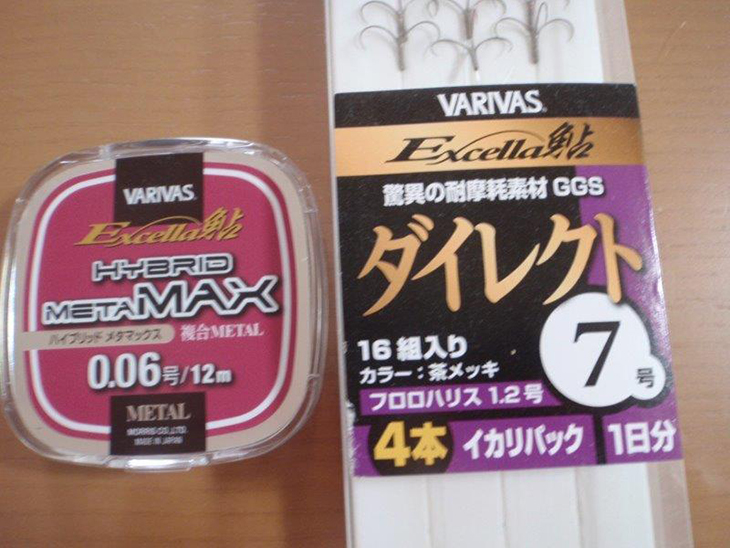 VARIVAS
Excella鮎
HYBRID
METAMAX
ハイブリッド メタマックス
複合METAL
0.06号/12m
METAL
MORRIS CO.,LTD.
MADE IN JAPAN
VARIVAS
Excella鮎
驚異の耐摩耗素材 GGS
ダイレクト
7号
16組入り
カラー:茶メッキ
フロロハリス 1.2号
4本イカリパック 1日分